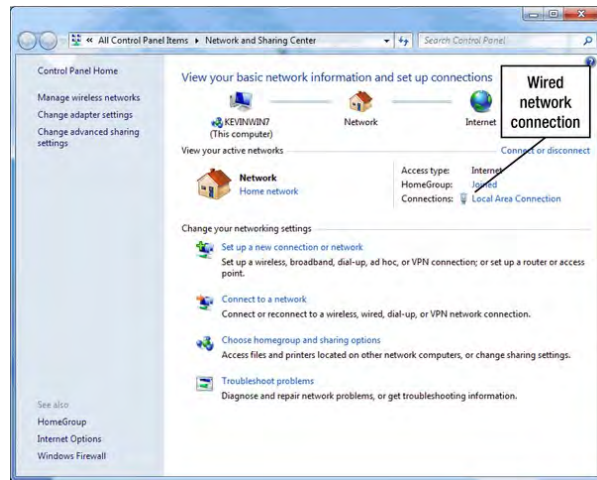 « All Control Panel Items ▸ Network and Sharing Center
Search Control Panel
Control Panel Home
Manage wireless networks
Change adapter settings
Change advanced sharing
settings
See also
HomeGroup
Internet Options
Windows Firewall
View your basic network information and set up connections
KEVINWIN7
(This computer)
Network
Internet
Wired
network
connection
View your active networks
Connect or disconnect
Network
Home network
Access type: Internet
HomeGroup: Joined
Connections: Local Area Connection
Change your networking settings
Set up a new connection or network
Set up a wireless, broadband, dial-up, ad hoc, or VPN connection; or set up a router or access
point.
Connect to a network
Connect or reconnect to a wireless, wired, dial-up, or VPN network connection.
Choose homegroup and sharing options
Access files and printers located on other network computers, or change sharing settings.
Troubleshoot problems
Diagnose and repair network problems, or get troubleshooting information.